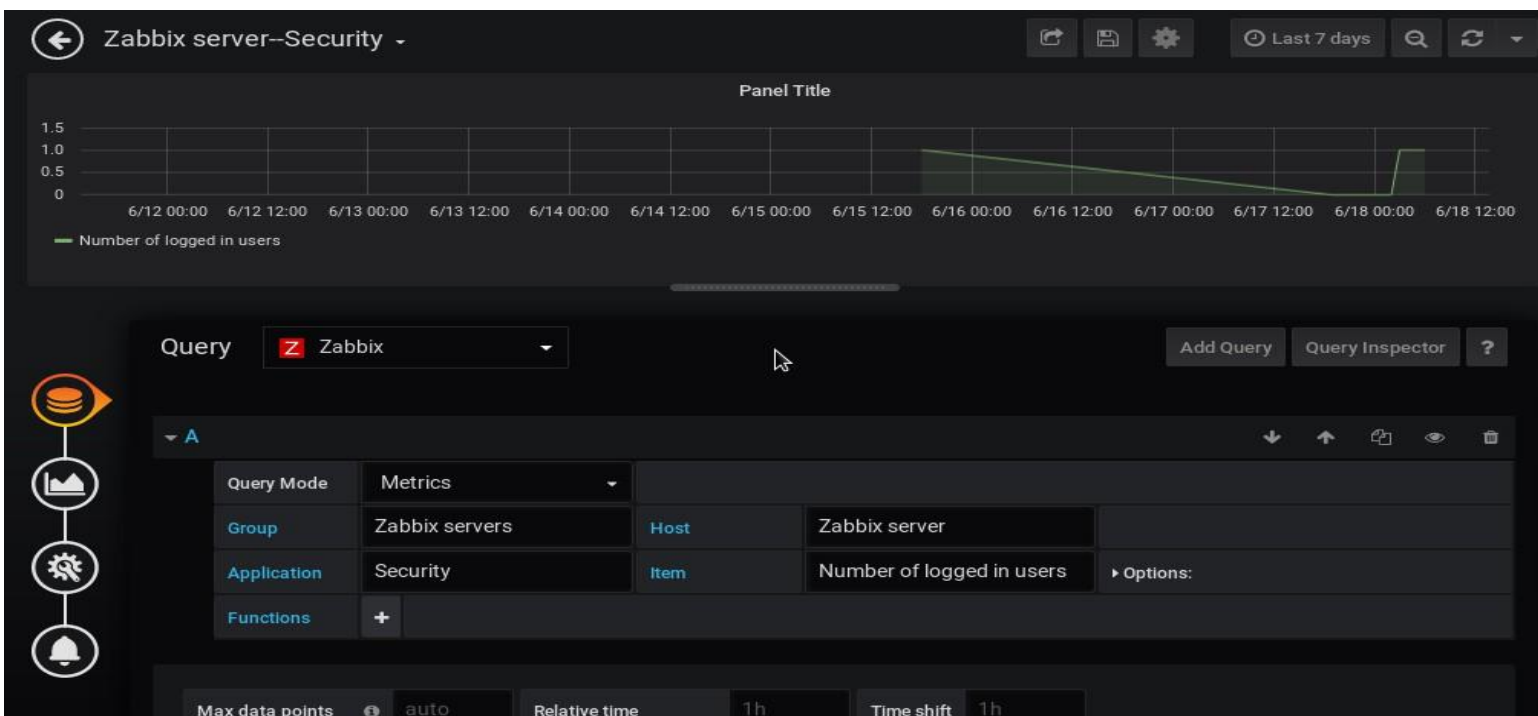 Zabbix server--Security
Last 7 days
Panel Title
1.5
1.0
0.5
0
6/12 00:00 6/12 12:00 6/13 00:00 6/13 12:00 6/14 00:00 6/14 12:00 6/15 00:00 6/15 12:00 6/16 00:00 6/16 12:00 6/17 00:00 6/17 12:00 6/18 00:00 6/18 12:00
Number of logged in users
Query Z Zabbix Add Query Query Inspector ?
A
Query Mode Metrics
Group Zabbix servers Host Zabbix server
Application Security Item Number of logged in users Options:
Functions +
Max data points auto Relative time 1h Time shift 1h